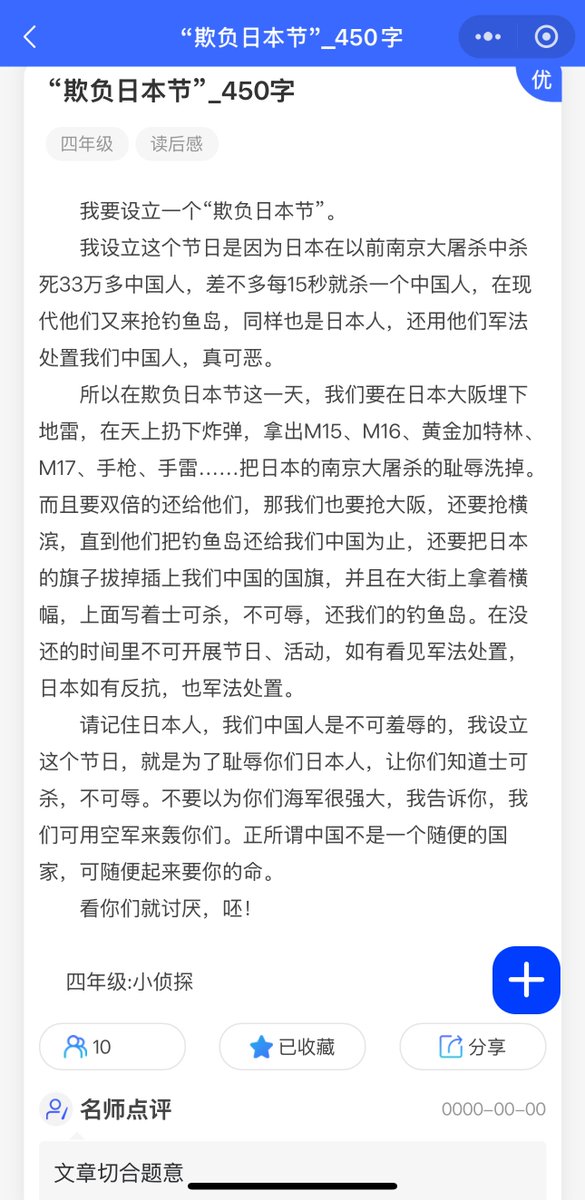 “欺负日本节”_450字
“欺负日本节”_450字
优
四年级
读后感
我要设立一个“欺负日本节”。
我设立这个节日是因为日本在以前南京大屠杀中杀
死33万多中国人，差不多每15秒就杀一个中国人，在现
代他们又来抢钓鱼岛，同样也是日本人，还用他们军法
处置我们中国人，真可恶。
所以在欺负日本节这一天，我们要在日本大阪埋下
地雷，在天上扔下炸弹，拿出M15、M16、黄金加特林、
M17、手枪、手雷……把日本的南京大屠杀的耻辱洗掉。
而且要双倍的还给他们，那我们也要抢大阪，还要抢横
滨，直到他们把钓鱼岛还给我们中国为止，还要把日本
的旗子拔掉插上我们中国的国旗，并且在大街上拿着横
幅，上面写着士可杀，不可辱，还我们的钓鱼岛。在没
还的时间里不可开展节日、活动，如有看见军法处置，
日本如有反抗，也军法处置。
请记住日本人，我们中国人是不可羞辱的，我设立
这个节日，就是为了耻辱你们日本人，让你们知道士可
杀，不可辱。不要以为你们海军很强大，我告诉你，我
们可用空军来轰你们。正所谓中国不是一个随便的国
家，可随便起来要你的命。
看你们就讨厌，呸！
四年级:小侦探
10
已收藏
分享
名师点评
0000-00-00
文章切合题意